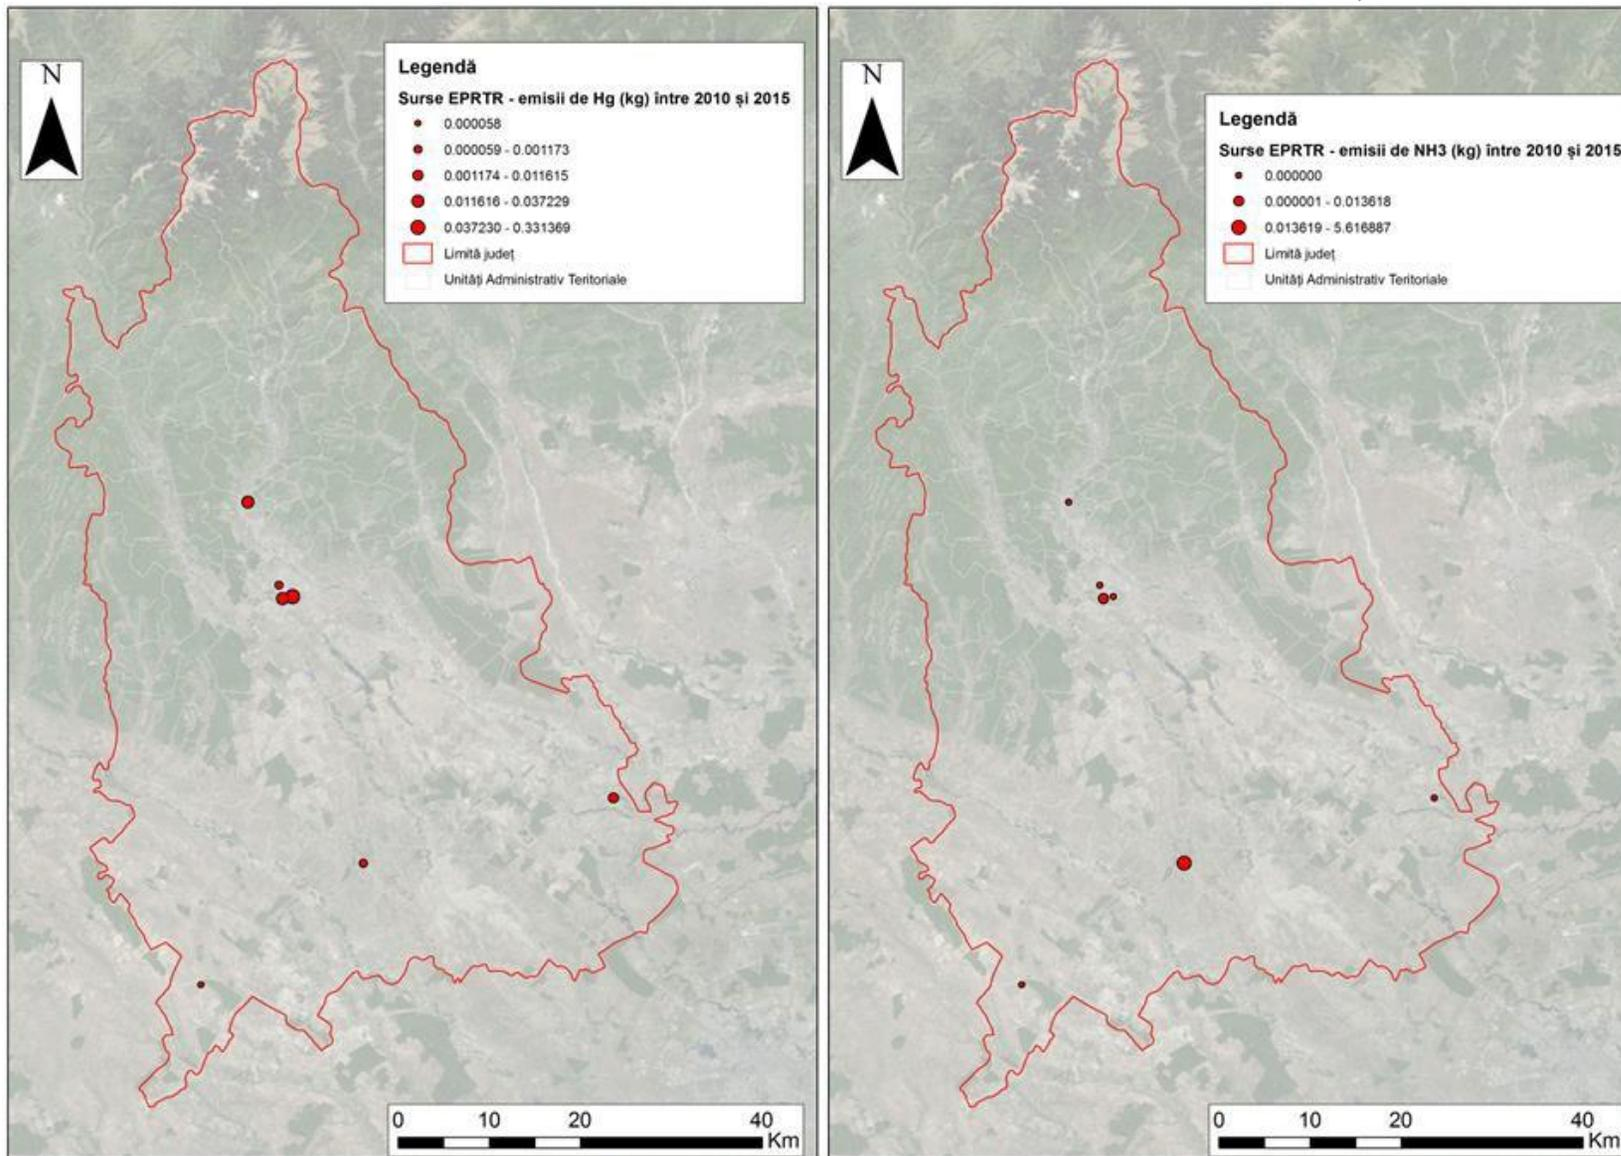 N
Legendă
Surse EPRTR - emisii de Hg (kg) între 2010 și 2015
0.000058
0.000059 - 0.001173
0.001174 - 0.011615
0.011616 - 0.037229
0.037230 - 0.331369
Limită județ
Unități Administrativ Teritoriale
0 10 20 40
Km
N
Legendă
Surse EPRTR - emisii de NH3 (kg) între 2010 și 2015
0.000000
0.000001 - 0.013618
0.013619 - 5.616887
Limită județ
Unități Administrativ Teritoriale
0 10 20 40
Km